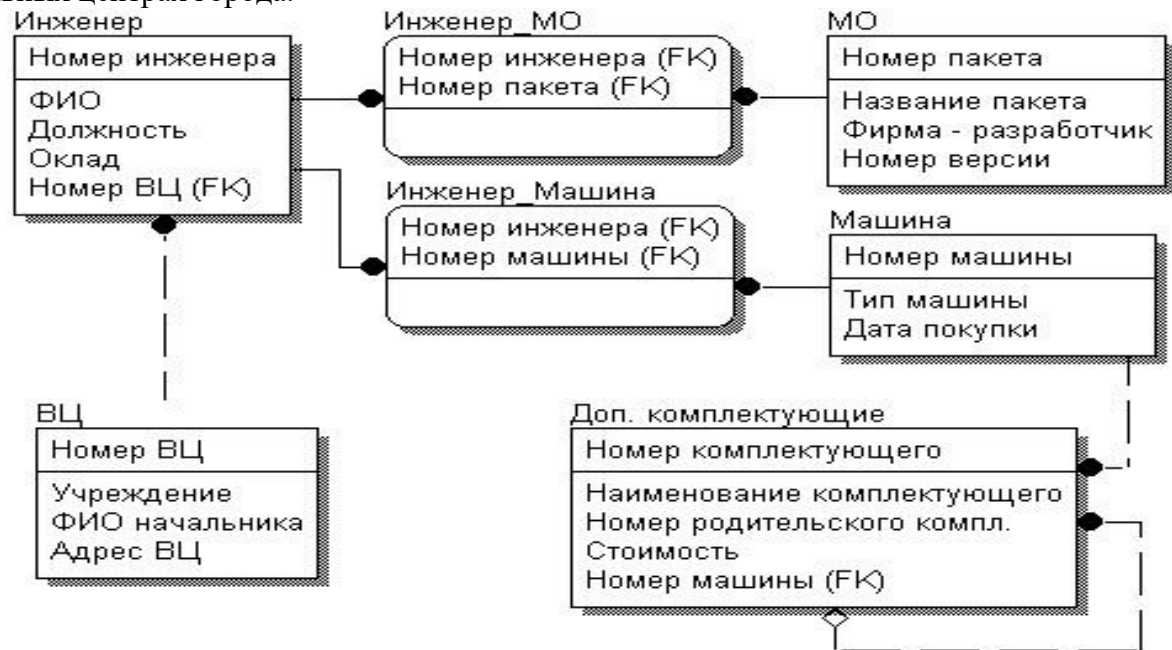 центрах города.
Инженер
Номер инженера
ФИО
Должность
Оклад
Номер ВЦ (FK)
Инженер_МО
Номер инженера (FK)
Номер пакета (FK)
МО
Номер пакета
Название пакета
Фирма - разработчик
Номер версии
Инженер_Машина
Номер инженера (FK)
Номер машины (FK)
Машина
Номер машины
Тип машины
Дата покупки
ВЦ
Номер ВЦ
Учреждение
ФИО начальника
Адрес ВЦ
Доп. комплектующие
Номер комплектующего
Наименование комплектующего
Номер родительского компл.
Стоимость
Номер машины (FK)